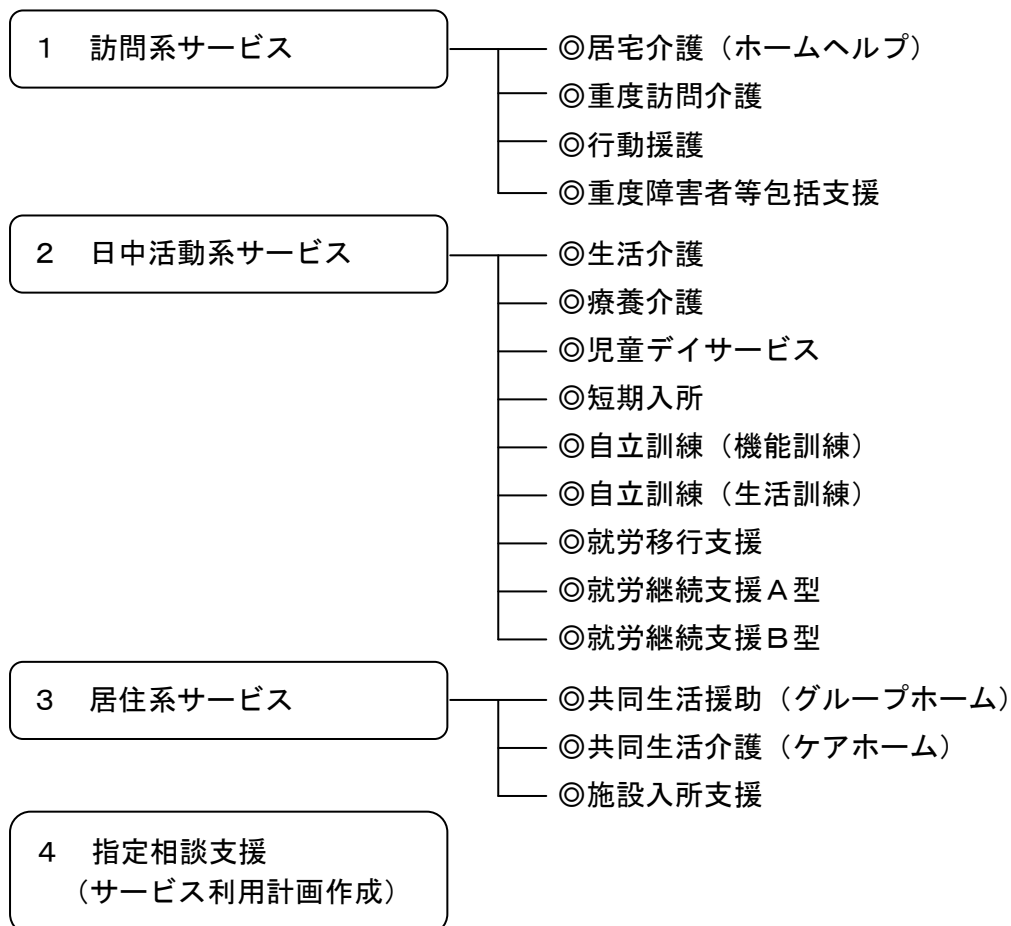 １　訪問系サービス
◎居宅介護（ホームヘルプ）
◎重度訪問介護
◎行動援護
◎重度障害者等包括支援
２　日中活動系サービス
◎生活介護
◎療養介護
◎児童デイサービス
◎短期入所
◎自立訓練（機能訓練）
◎自立訓練（生活訓練）
◎就労移行支援
◎就労継続支援Ａ型
◎就労継続支援Ｂ型
３　居住系サービス
◎共同生活援助（グループホーム）
◎共同生活介護（ケアホーム）
◎施設入所支援
４　指定相談支援
（サービス利用計画作成）